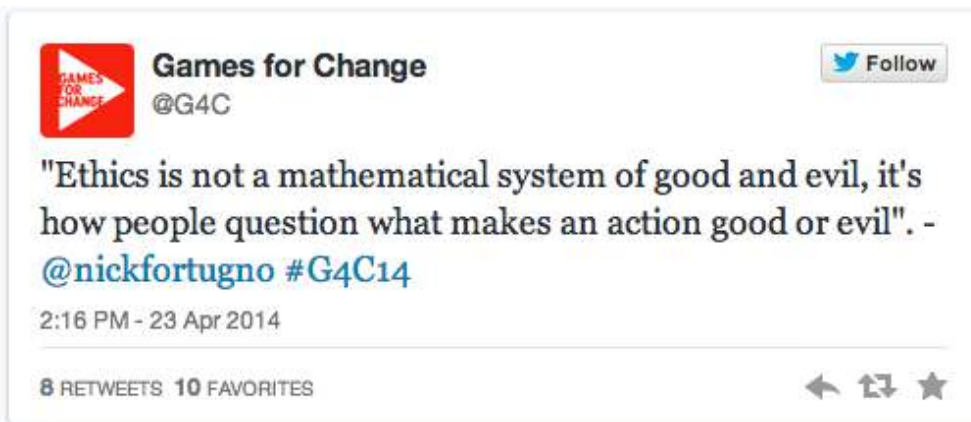 GAMES
FOR
CHANGE
Games for Change
Follow
@G4C
"Ethics is not a mathematical system of good and evil, it's
how people question what makes an action good or evil". -
@nickfortugno #G4C14
2:16 PM - 23 Apr 2014
8 RETWEETS 10 FAVORITES